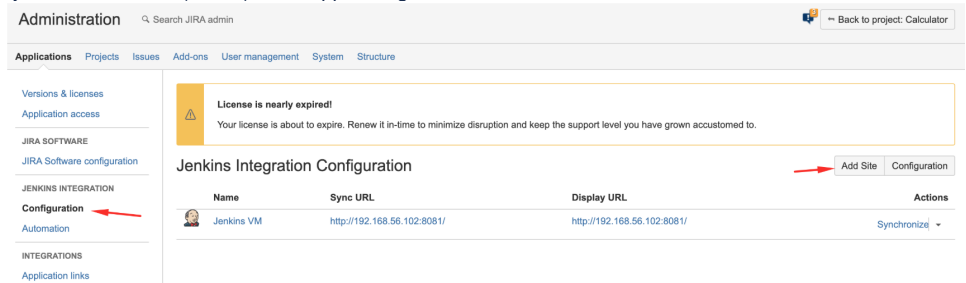 Administration
Search JIRA admin
Back to project: Calculator
Applications Projects Issues Add-ons User management System Structure
Versions & licenses
Application access
JIRA SOFTWARE
JIRA Software configuration
JENKINS INTEGRATION
Configuration
Automation
INTEGRATIONS
Application links
License is nearly expired!
Your license is about to expire. Renew it in-time to minimize disruption and keep the support level you have grown accustomed to.
Jenkins Integration Configuration
Add Site Configuration
Name Sync URL Display URL Actions
Jenkins VM http://192.168.56.102:8081/ http://192.168.56.102:8081/ Synchronize